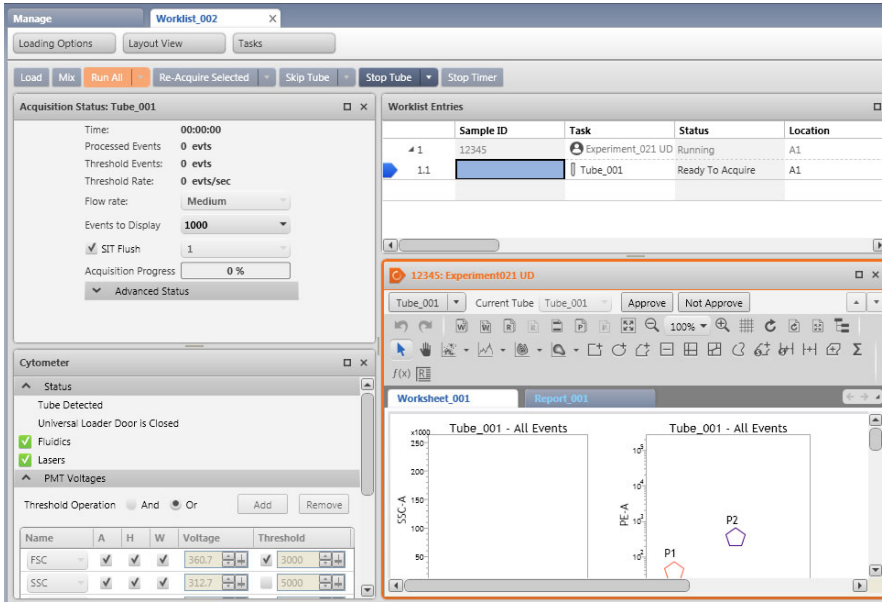 Manage Worklist_002 X
Loading Options Layout View Tasks
Load Mix Run All Re-Acquire Selected Skip Tube Stop Tube Stop Timer
Acquisition Status: Tube_001
Time: 00:00:00
Processed Events 0 evts
Threshold Events: 0 evts
Threshold Rate: 0 evts/sec
Flow rate: Medium
Events to Display 1000
SIT Flush 1
Acquisition Progress 0 %
Advanced Status
Cytometer
Status
Tube Detected
Universal Loader Door is Closed
Fluidics
Lasers
PMT Voltages
Threshold Operation And Or Add Remove
Name A H W Voltage Threshold
FSC 360.7 3000
SSC 312.7 5000
Worklist Entries
Sample ID Task Status Location
1 12345 Experiment_021 UD Running A1
1.1 Tube_001 Ready To Acquire A1
12345: Experiment021 UD
Tube_001 Current Tube Tube_001 Approve Not Approve
100%
f(x)
Worksheet_001 Report_001
Tube_001 - All Events
x1000
250
200
150
100
50
SSC-A
Tube_001 - All Events
10⁵
10⁴
10³
10²
PE-A
P1
P2